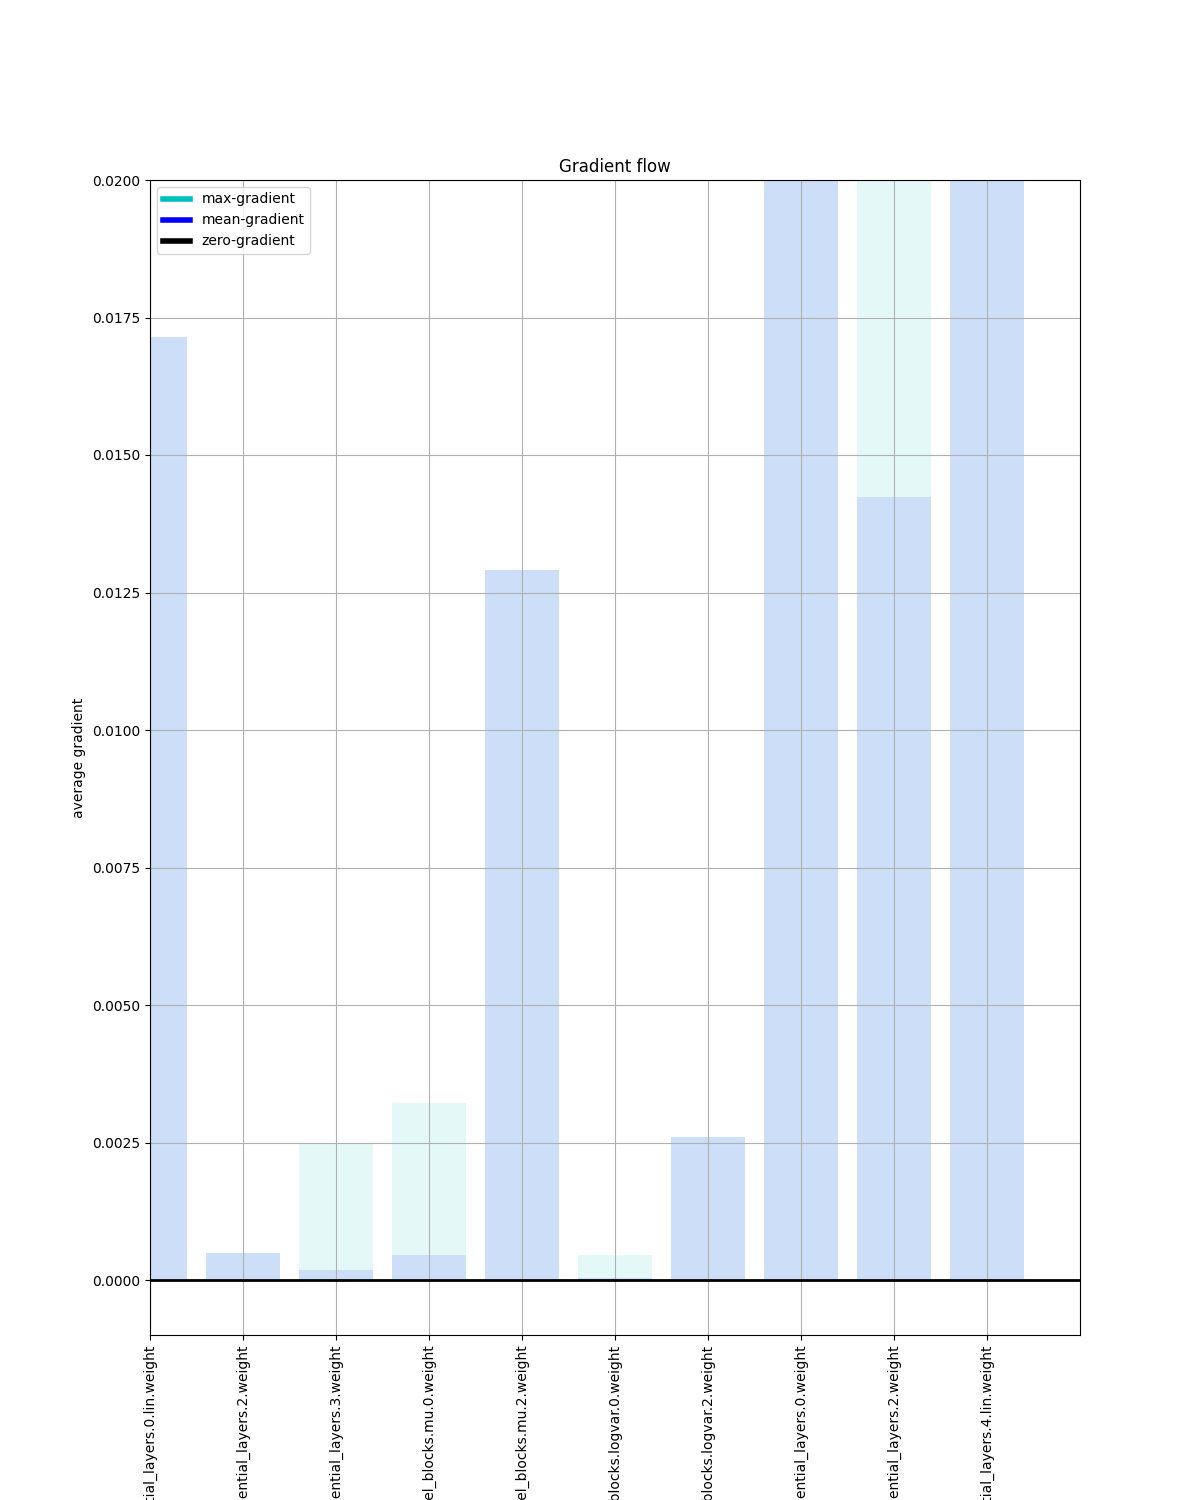 Gradient flow
max-gradient
mean-gradient
zero-gradient
0.0200
0.0175
0.0150
0.0125
0.0100
0.0075
0.0050
0.0025
0.0000
average gradient
tial_layers.0.lin.weight
ential_layers.2.weight
ential_layers.3.weight
el_blocks.mu.0.weight
el_blocks.mu.2.weight
blocks.logvar.0.weight
blocks.logvar.2.weight
ential_layers.0.weight
ential_layers.2.weight
tial_layers.4.lin.weight